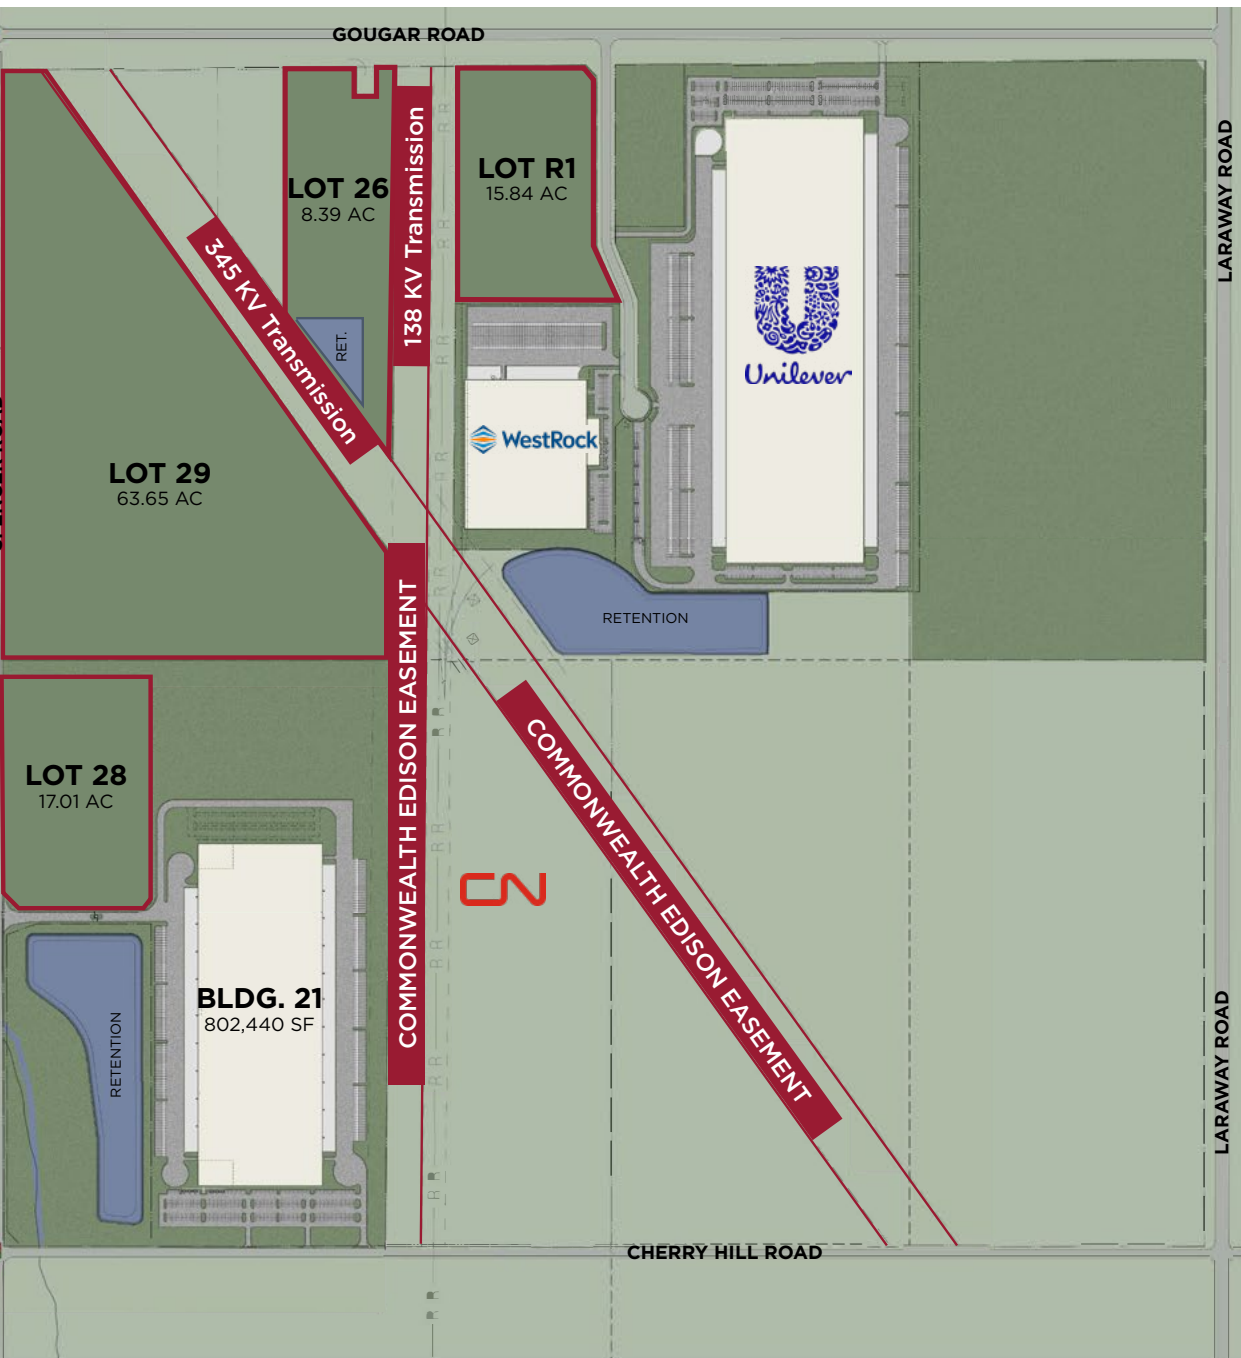 GOUGAR ROAD
LOT 26
8.39 AC
138 KV Transmission
LOT R1
15.84 AC
LARAWAY ROAD
345 KV Transmission
RET.
Unilever
WestRock
LOT 29
63.65 AC
RETENTION
COMMONWEALTH EDISON EASEMENT
COMMONWEALTH EDISON EASEMENT
LOT 28
17.01 AC
CN
BLDG. 21
802,440 SF
RETENTION
LARAWAY ROAD
CHERRY HILL ROAD